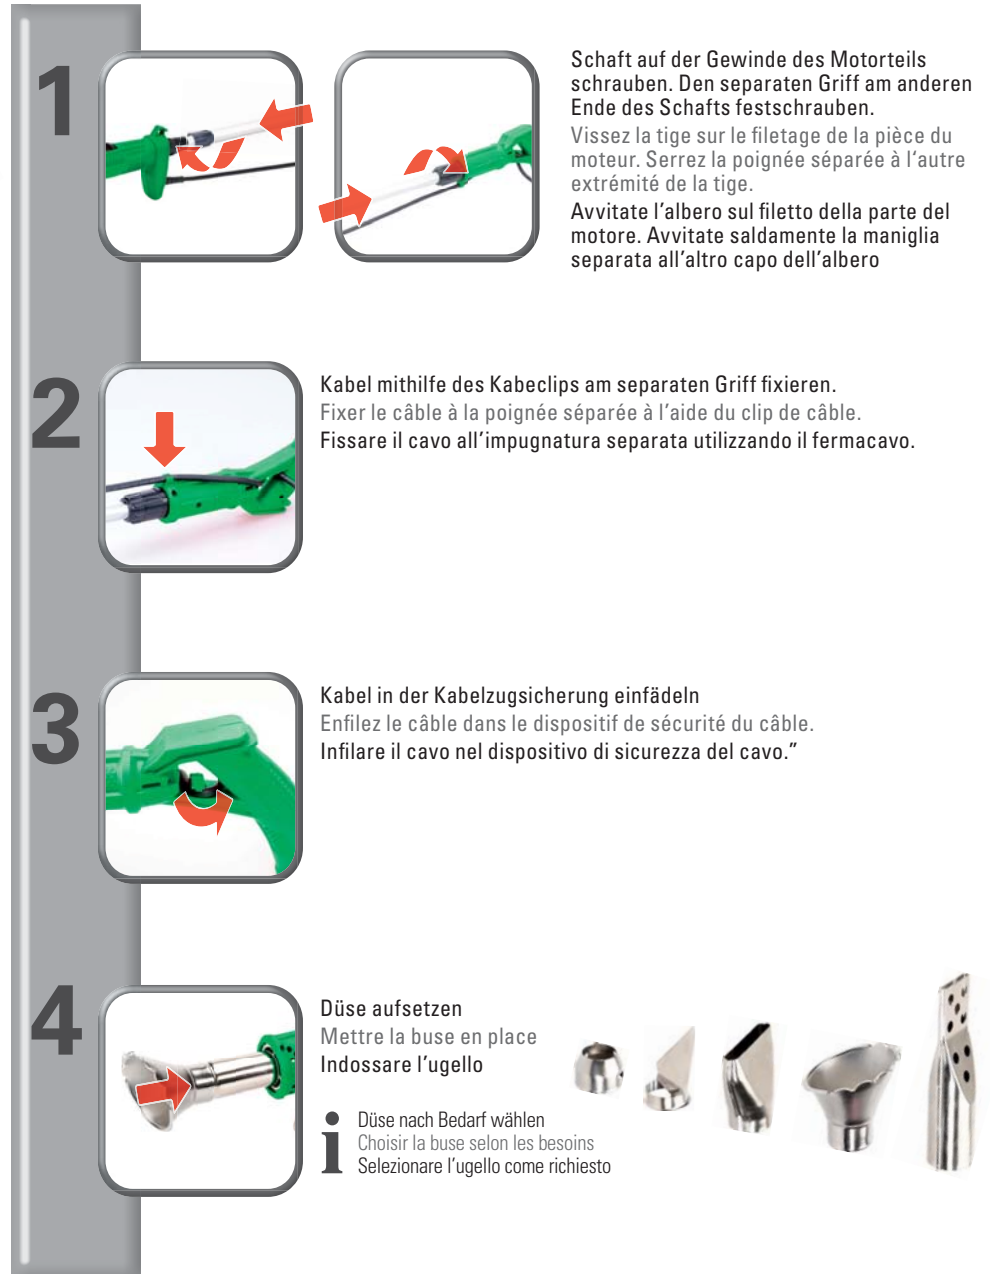 1
Schaft auf der Gewinde des Motorteils
schrauben. Den separaten Griff am anderen
Ende des Schafts festschrauben.
Vissez la tige sur le filetage de la pièce du
moteur. Serrez la poignée séparée à l‘autre
extrémité de la tige.
Avvitate l’albero sul filetto della parte del
motore. Avvitate saldamente la maniglia
separata all’altro capo dell’albero
2
Kabel mithilfe des Kabeclips am separaten Griff fixieren.
Fixer le câble à la poignée séparée à l’aide du clip de câble.
Fissare il cavo all’impugnatura separata utilizzando il fermacavo.
3
Kabel in der Kabelzugsicherung einfädeln
Enfilez le câble dans le dispositif de sécurité du câble.
Infilare il cavo nel dispositivo di sicurezza del cavo.”
4
Düse aufsetzen
Mettre la buse en place
Indossare l’ugello
i
Düse nach Bedarf wählen
Choisir la buse selon les besoins
Selezionare l’ugello come richiesto